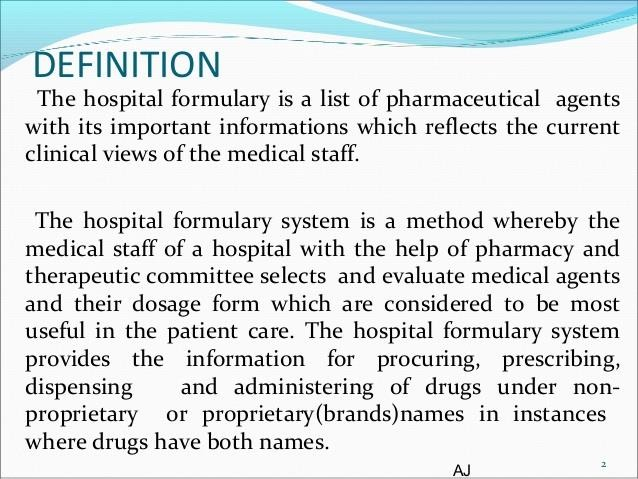 DEFINITION
The hospital formulary is a list of pharmaceutical agents
with its important informations which reflects the current
clinical views of the medical staff.
The hospital formulary system is a method whereby the
medical staff of a hospital with the help of pharmacy and
therapeutic committee selects and evaluate medical agents
and their dosage form which are considered to be most
useful in the patient care. The hospital formulary system
provides the information for procuring, prescribing,
dispensing and administering of drugs under non-
proprietary or proprietary(brands)names in instances
where drugs have both names.
AJ
2